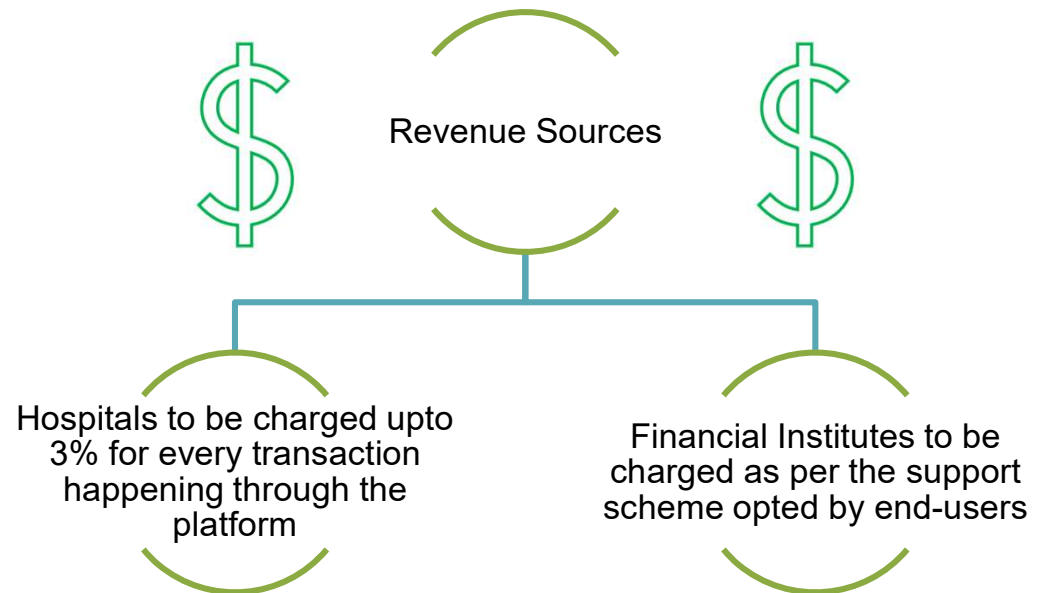 Revenue Sources
Hospitals to be charged upto
3% for every transaction
happening through the
platform
Financial Institutes to be
charged as per the support
scheme opted by end-users